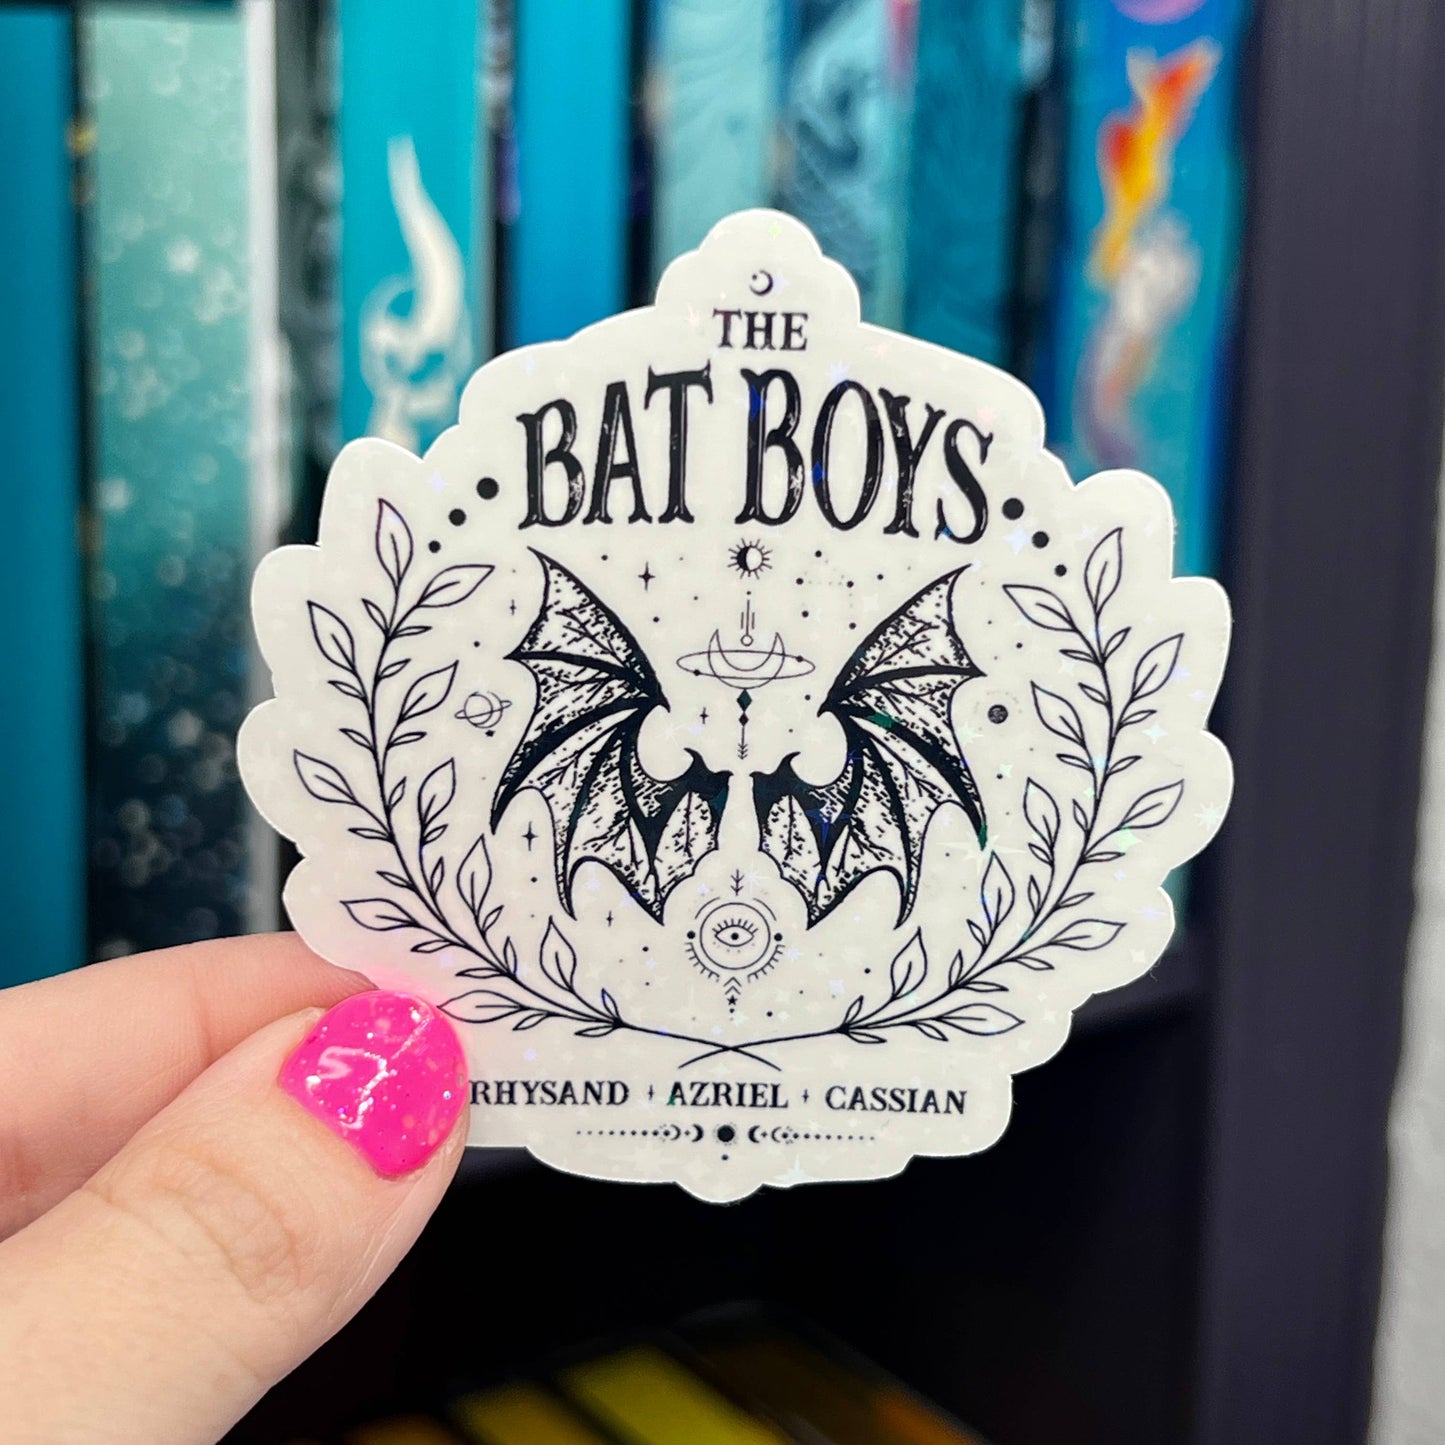 THE
BAT BOYS
RHYSAND + AZRIEL + CASSIAN